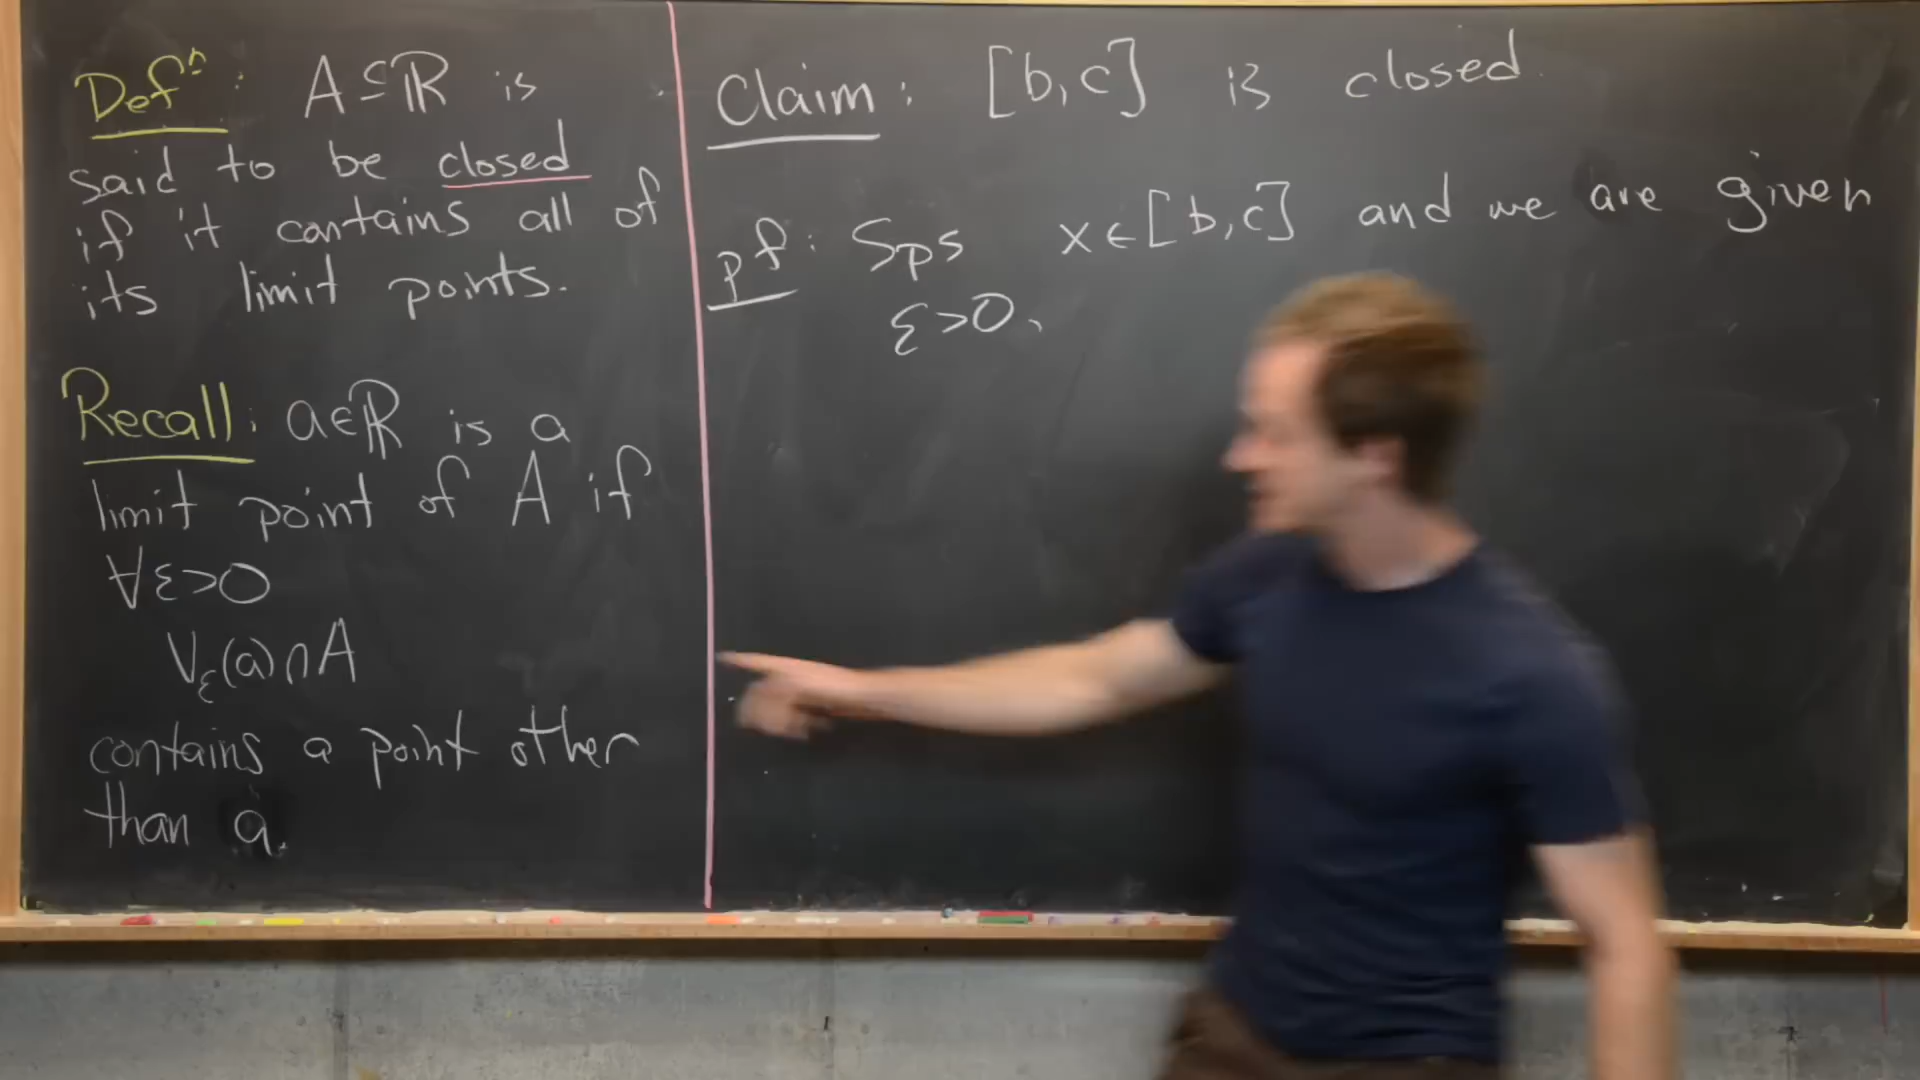 Defⁿ: A ⊆ ℝ is
said to be closed
if it contains all of
its limit points.
Recall: a∈ℝ is a
limit point of A if
∀ε>0
V_ε(a)∩A
contains a point other
than a.
Claim: [b,c] is closed.
pf: Sps x∈[b,c] and we are given
ε>0,